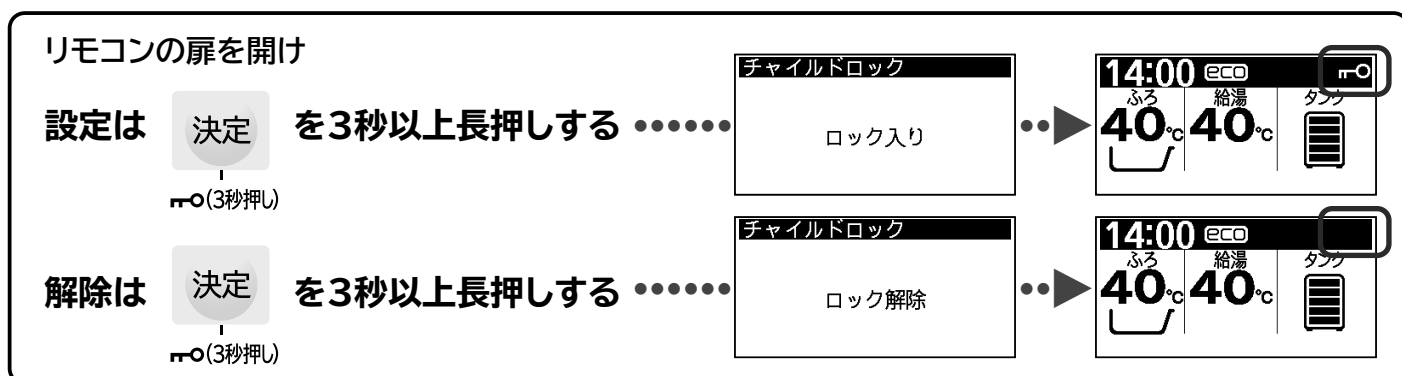 リモコンの扉を開け
設定は 決定 を3秒以上長押しする
(3秒押し)
チャイルドロック
ロック入り
14:00 eco
ふろ 給湯 タンク
40℃ 40℃
解除は 決定 を3秒以上長押しする
(3秒押し)
チャイルドロック
ロック解除
14:00 eco
ふろ 給湯 タンク
40℃ 40℃